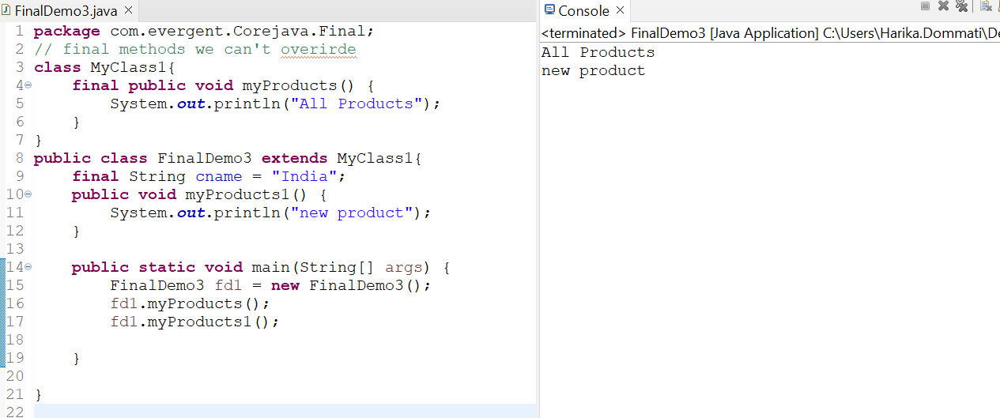 FinalDemo3.java
1 package com.evergent.Corejava.Final;
2 // final methods we can't overirde
3 class MyClass1{
4     final public void myProducts() {
5         System.out.println("All Products");
6     }
7 }
8 public class FinalDemo3 extends MyClass1{
9     final String cname = "India";
10     public void myProducts1() {
11         System.out.println("new product");
12     }
13
14     public static void main(String[] args) {
15         FinalDemo3 fd1 = new FinalDemo3();
16         fd1.myProducts();
17         fd1.myProducts1();
18
19     }
20
21 }
22
Console
<terminated> FinalDemo3 [Java Application] C:\Users\Harika.Dommati\De
All Products
new product